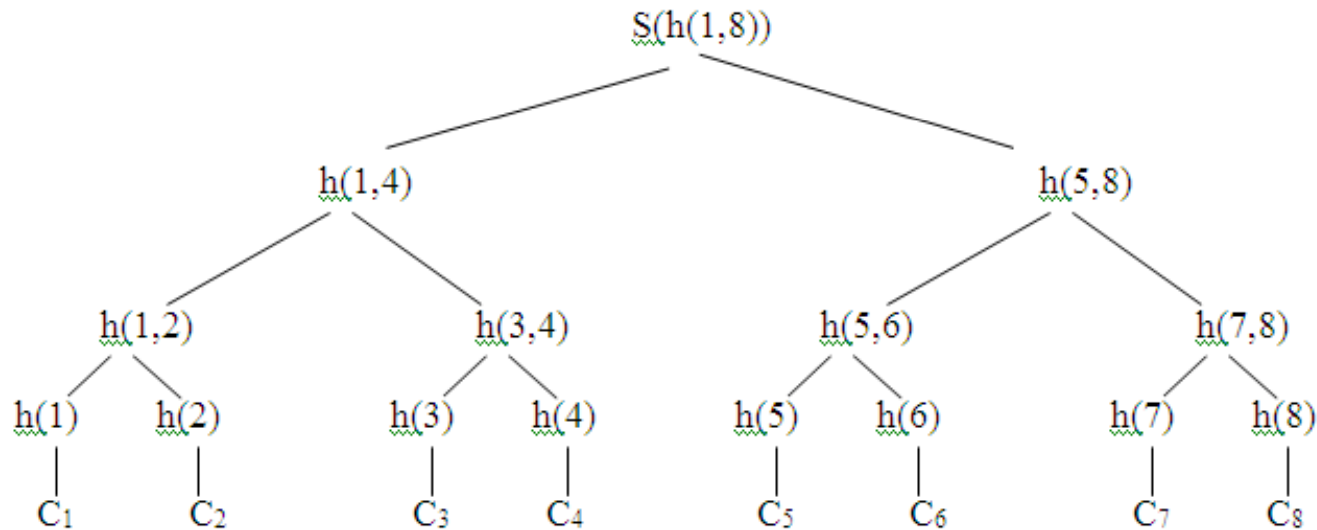 S(h(1,8))
h(1,4) h(5,8)
h(1,2) h(3,4) h(5,6) h(7,8)
h(1) h(2) h(3) h(4) h(5) h(6) h(7) h(8)
C₁ C₂ C₃ C₄ C₅ C₆ C₇ C₈